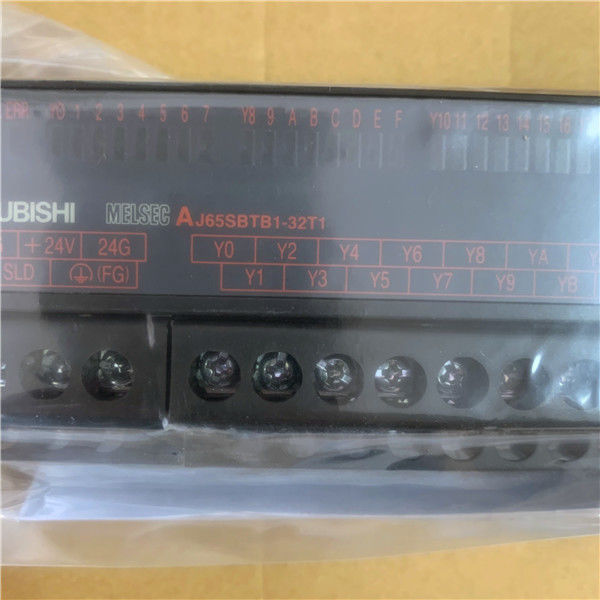 ERR. Y0 1 2 3 4 5 6 7 Y8 9 A B C D E F Y10 11 12 13 14 15 16
UBISHI MELSEC AJ65SBTB1-32T1
+24V 24G Y0 Y2 Y4 Y6 Y8 YA
SLD (FG) Y1 Y3 Y5 Y7 Y9 YB